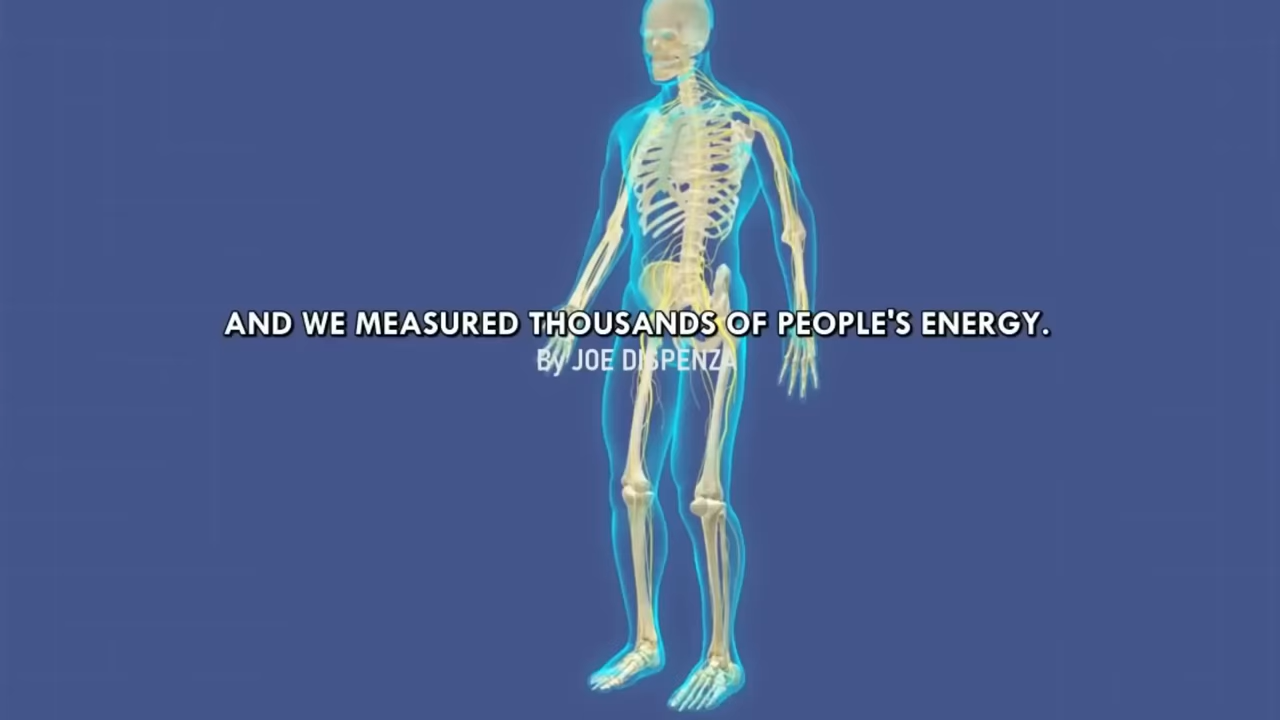 AND WE MEASURED THOUSANDS OF PEOPLE'S ENERGY.
By JOE DISPENZA